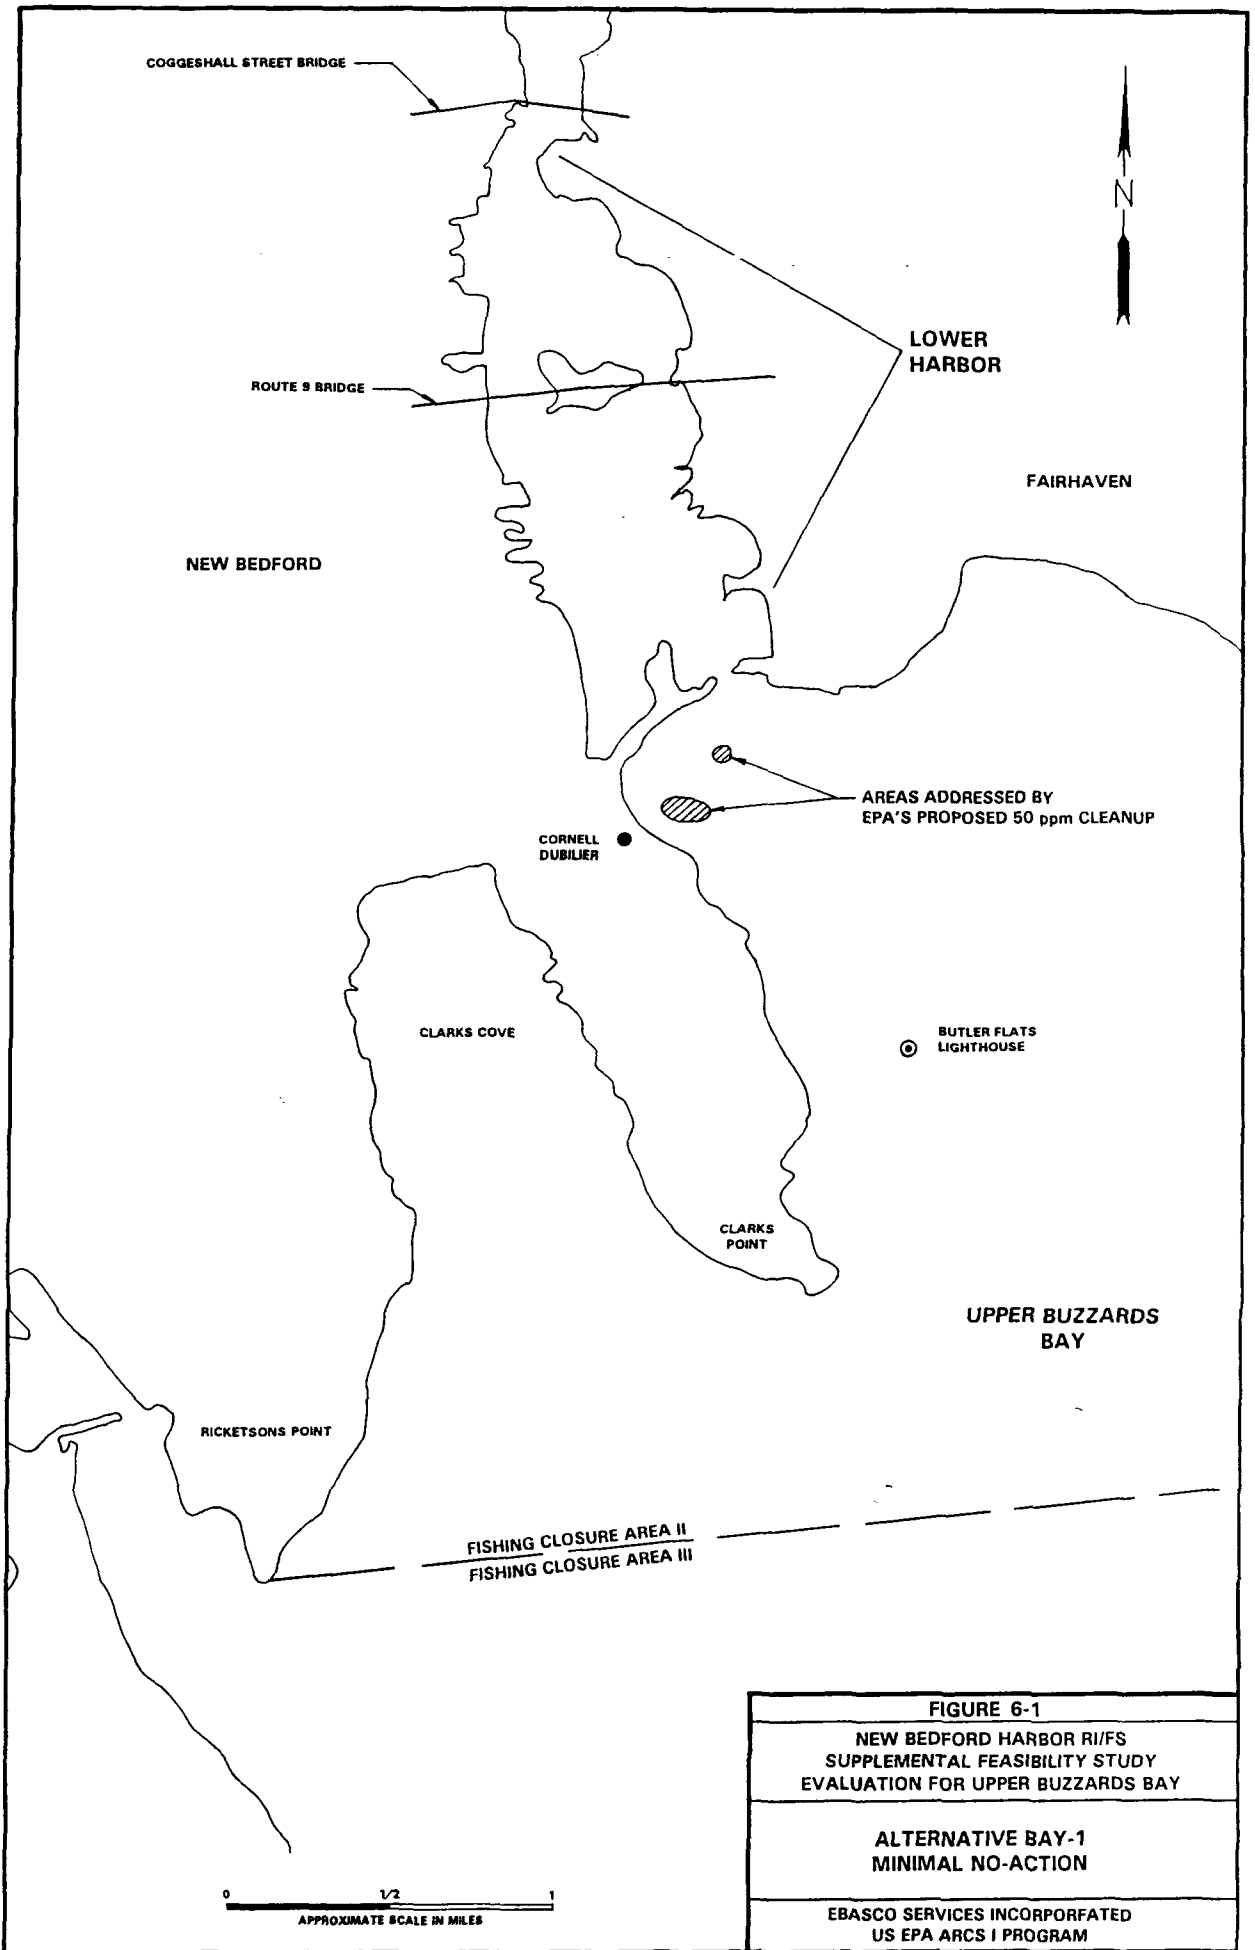 COGGESHALL STREET BRIDGE
N
LOWER
HARBOR
ROUTE 9 BRIDGE
FAIRHAVEN
NEW BEDFORD
AREAS ADDRESSED BY
EPA'S PROPOSED 50 ppm CLEANUP
CORNELL
DUBILIER
CLARKS COVE
BUTLER FLATS
LIGHTHOUSE
CLARKS
POINT
UPPER BUZZARDS
BAY
RICKETSONS POINT
FISHING CLOSURE AREA II
FISHING CLOSURE AREA III
FIGURE 6-1
NEW BEDFORD HARBOR RI/FS
SUPPLEMENTAL FEASIBILITY STUDY
EVALUATION FOR UPPER BUZZARDS BAY
ALTERNATIVE BAY-1
MINIMAL NO-ACTION
EBASCO SERVICES INCORPORFATED
US EPA ARCS I PROGRAM
0 1/2 1
APPROXIMATE SCALE IN MILES